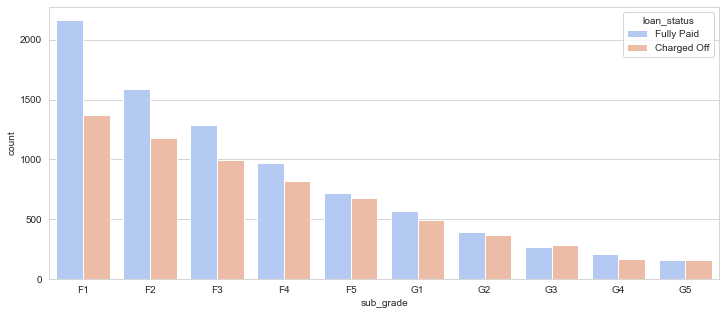 loan_status
Fully Paid
Charged Off
2000
1500
1000
500
0
count
F1 F2 F3 F4 F5 G1 G2 G3 G4 G5
sub_grade